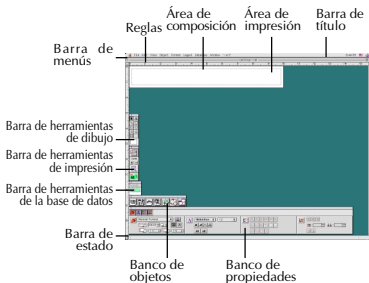 Reglas
Área de composición
Área de impresión
Barra de título
Barra de menús
Barra de herramientas de dibujo
Barra de herramientas de impresión
Barra de herramientas de la base de datos
Barra de estado
Banco de objetos
Banco de propiedades